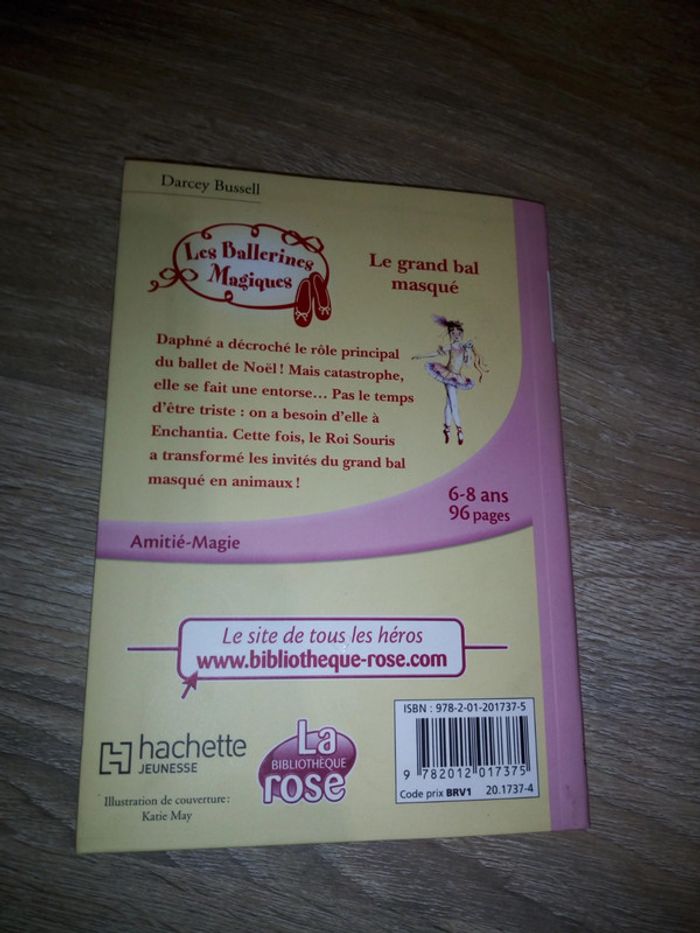 Darcey Bussell
Les Ballerines
Magiques
Le grand bal
masqué
Daphné a décroché le rôle principal
du ballet de Noël ! Mais catastrophe,
elle se fait une entorse... Pas le temps
d'être triste : on a besoin d'elle à
Enchantia. Cette fois, le Roi Souris
a transformé les invités du grand bal
masqué en animaux !
6-8 ans
96 pages
Amitié-Magie
Le site de tous les héros
www.bibliotheque-rose.com
hachette
JEUNESSE
La
BIBLIOTHÈQUE
rose
Illustration de couverture :
Katie May
ISBN : 978-2-01-201737-5
9 782012 017375
Code prix BRV1 20.1737-4